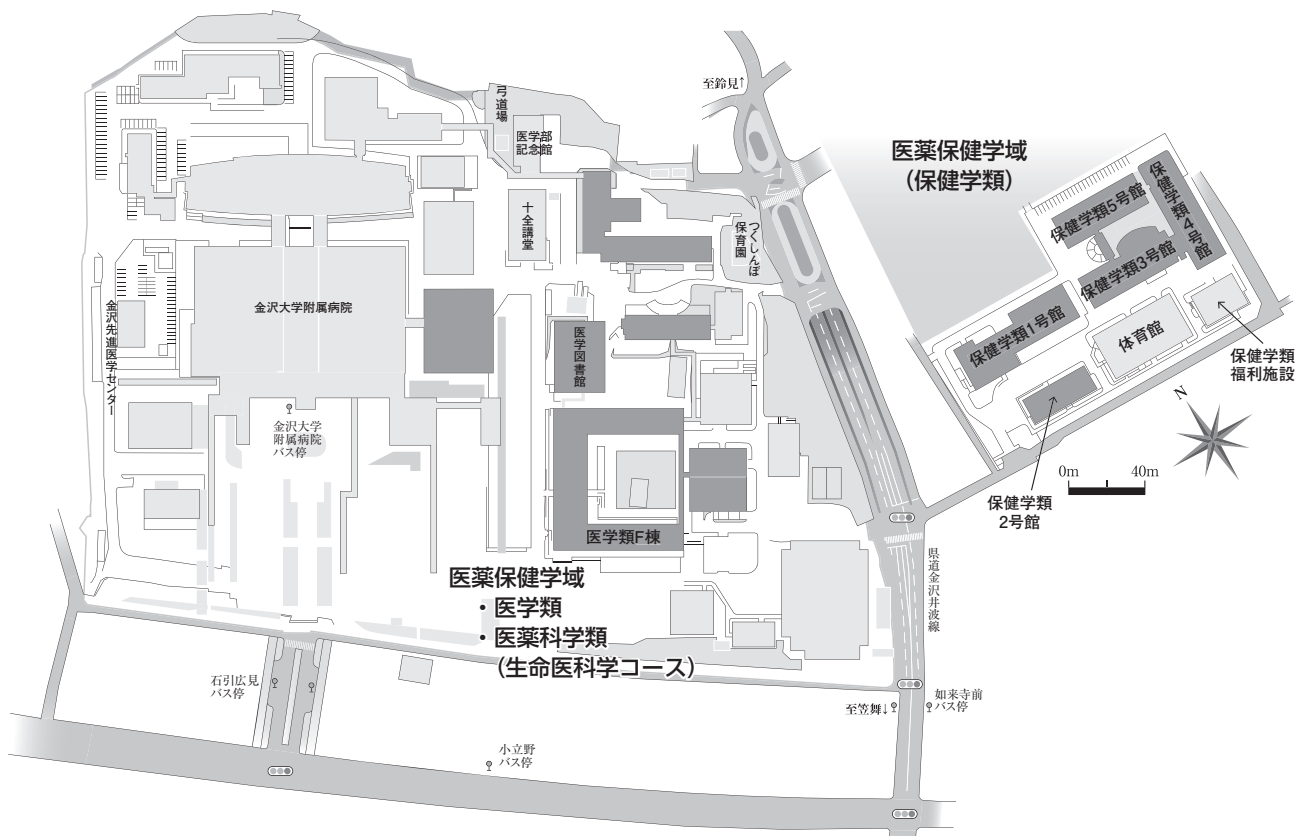 至鈴見↑
弓道場
医学部
記念館
医薬保健学域
（保健学類）
保健学類5号館
保健学類4号館
十全講堂
つくしんぼ
保育園
保健学類3号館
金沢大学附属病院
金沢先進医学センター
医学図書館
保健学類1号館
体育館
保健学類
福利施設
N
金沢大学
附属病院
バス停
0m
40m
保健学類
2号館
医学類F棟
県道金沢井波線
医薬保健学域
・医学類
・医薬科学類
（生命医科学コース）
石引広見
バス停
至笠舞↓
如来寺前
バス停
小立野
バス停